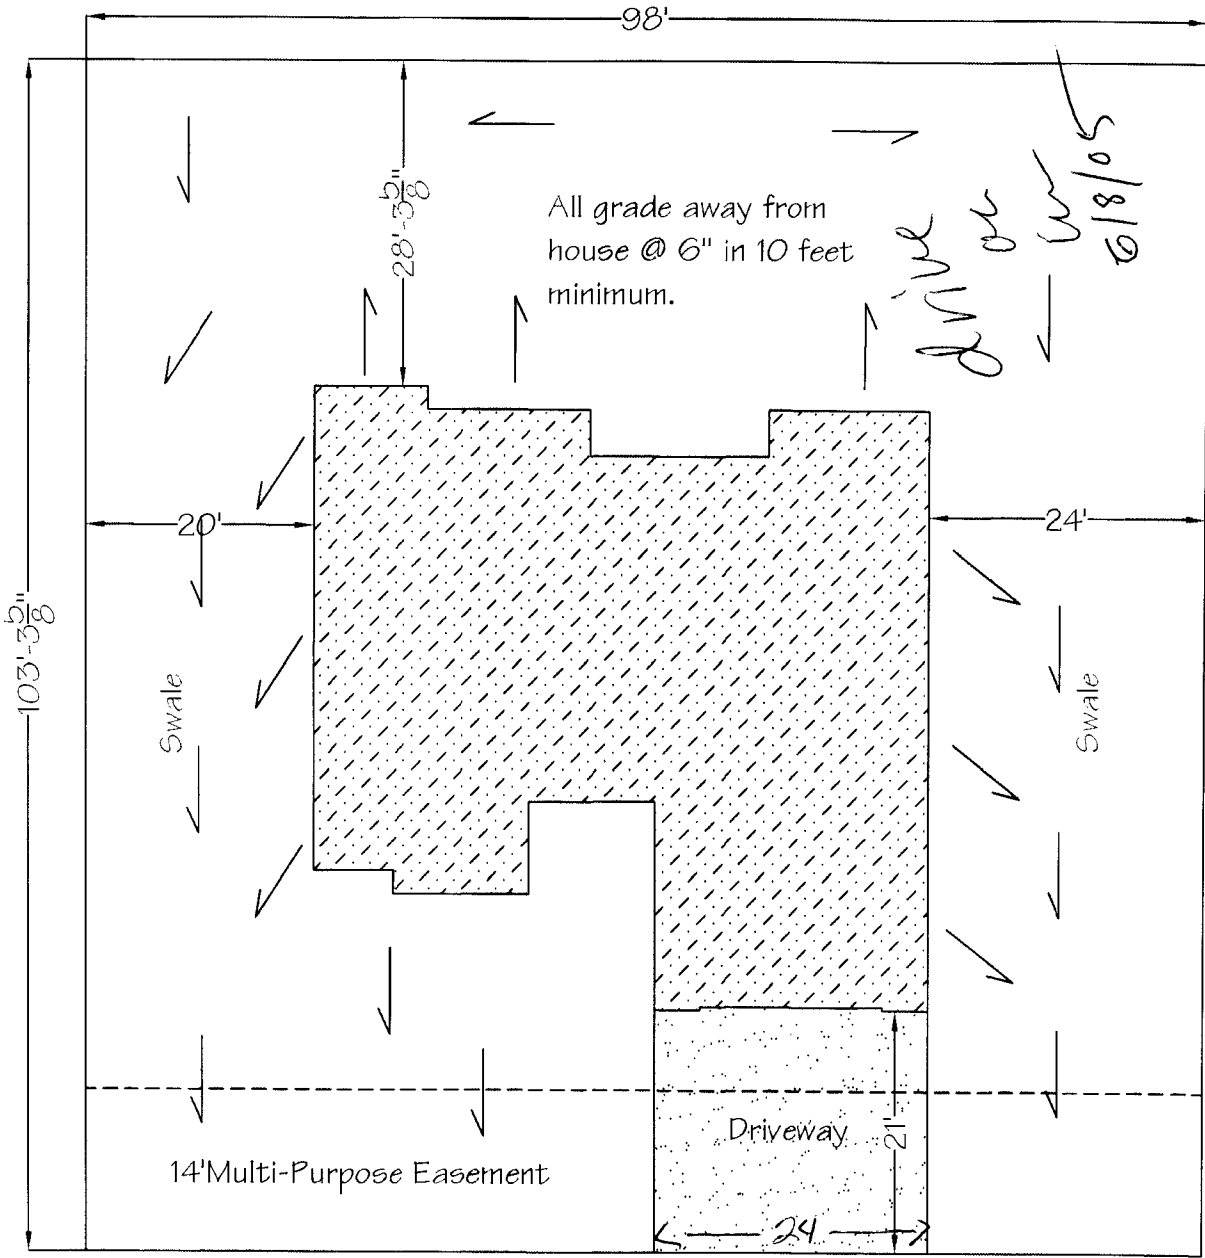 98'
28'-3 5/8"
All grade away from
house @ 6" in 10 feet
minimum.
drive
6/8/05
20'
24'
103'-3 5/8"
Swale
Swale
Driveway
21'
14'Multi-Purpose Easement
24